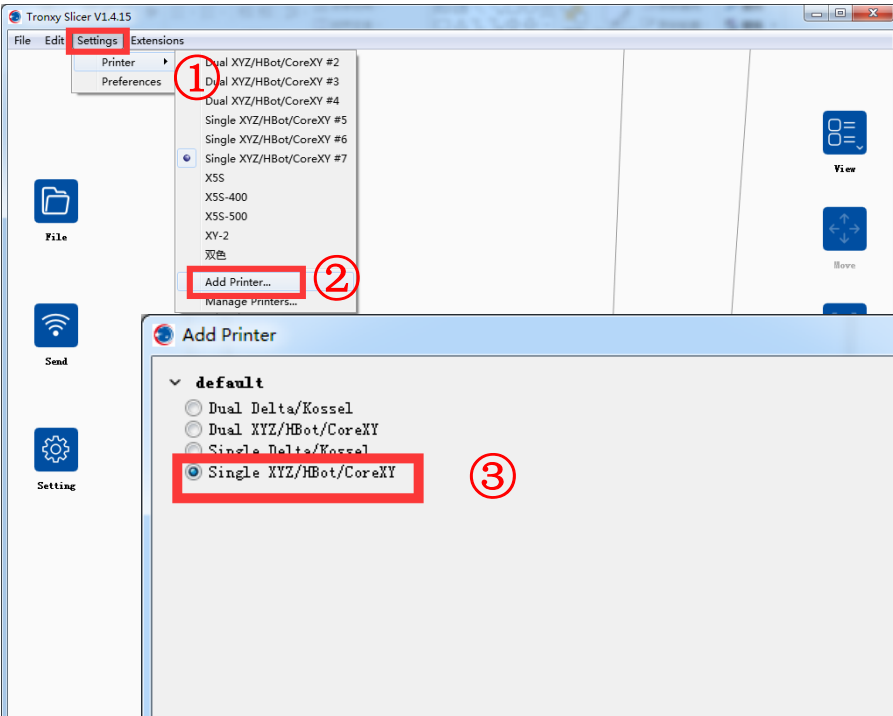 Tronxy Slicer V1.4.15
File Edit Settings Extensions
Printer
Preferences
①
Dual XYZ/HBot/CoreXY #2
Dual XYZ/HBot/CoreXY #3
Dual XYZ/HBot/CoreXY #4
Single XYZ/HBot/CoreXY #5
Single XYZ/HBot/CoreXY #6
Single XYZ/HBot/CoreXY #7
X5S
X5S-400
X5S-500
XY-2
双色
Add Printer...
②
Manage Printers...
File
Send
Setting
View
Move
Add Printer
default
Dual Delta/Kossel
Dual XYZ/HBot/CoreXY
Single Delta/Kossel
Single XYZ/HBot/CoreXY
③